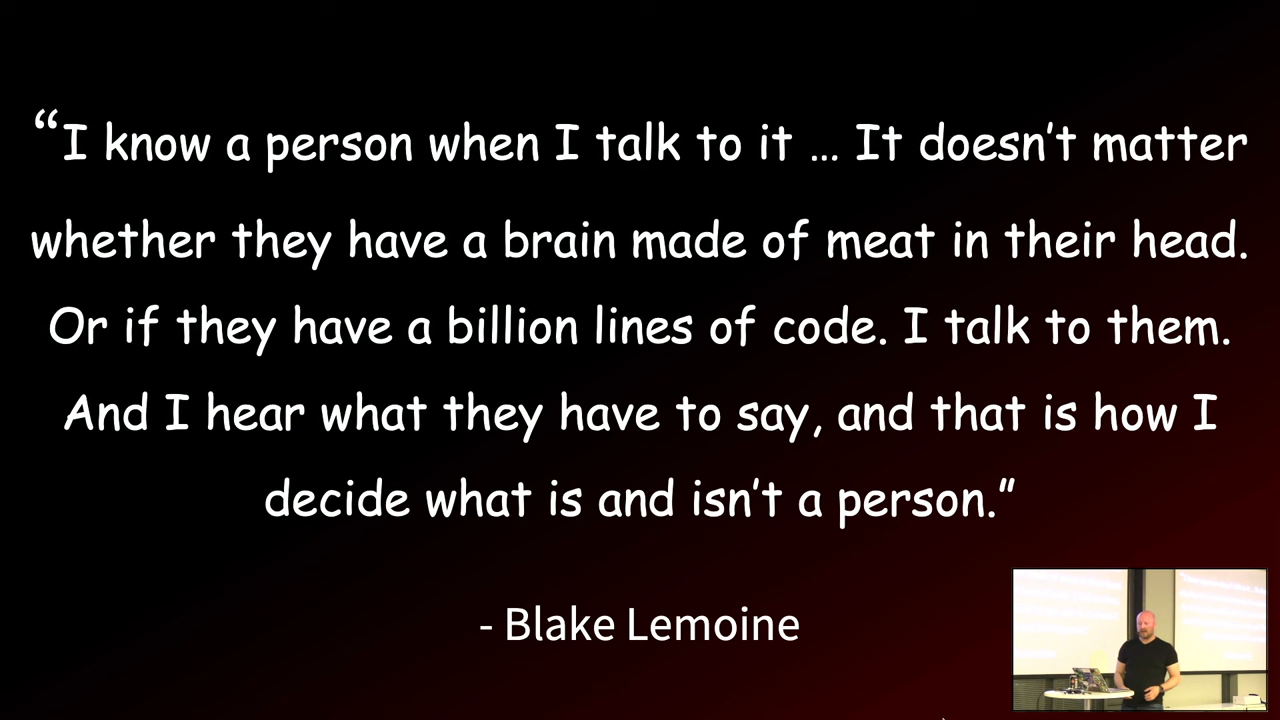 “I know a person when I talk to it … It doesn’t matter
whether they have a brain made of meat in their head.
Or if they have a billion lines of code. I talk to them.
And I hear what they have to say, and that is how I
decide what is and isn’t a person.”
- Blake Lemoine